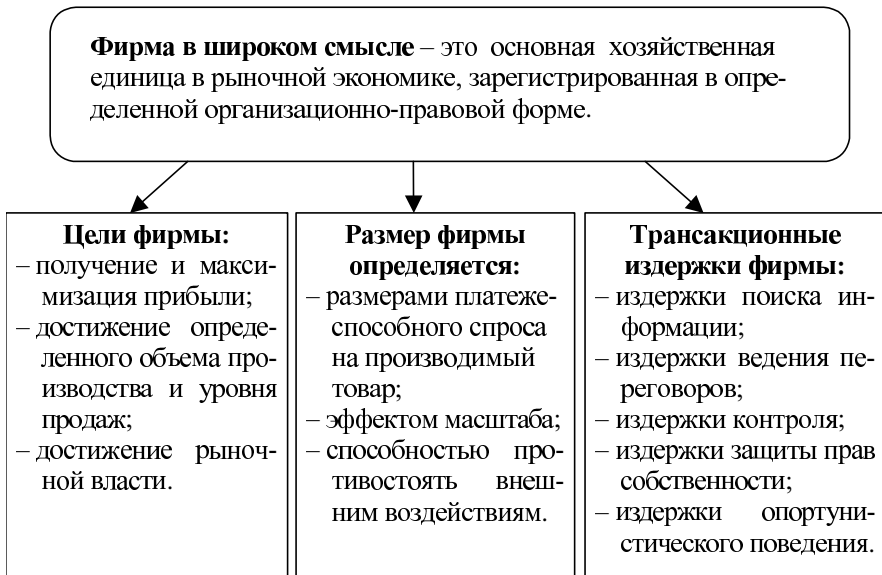 Фирма в широком смысле – это основная хозяйственная
единица в рыночной экономике, зарегистрированная в опре-
деленной организационно-правовой форме.
Цели фирмы:
– получение и макси-
мизация прибыли;
– достижение опреде-
ленного объема про-
изводства и уровня
продаж;
– достижение рыноч-
ной власти.
Размер фирмы
определяется:
– размерами платеже-
способного спроса
на производимый
товар;
– эффектом масштаба;
– способностью про-
тивостоять внеш-
ним воздействиям.
Трансакционные
издержки фирмы:
– издержки поиска ин-
формации;
– издержки ведения пе-
реговоров;
– издержки контроля;
– издержки защиты прав
собственности;
– издержки опортуни-
стического поведения.